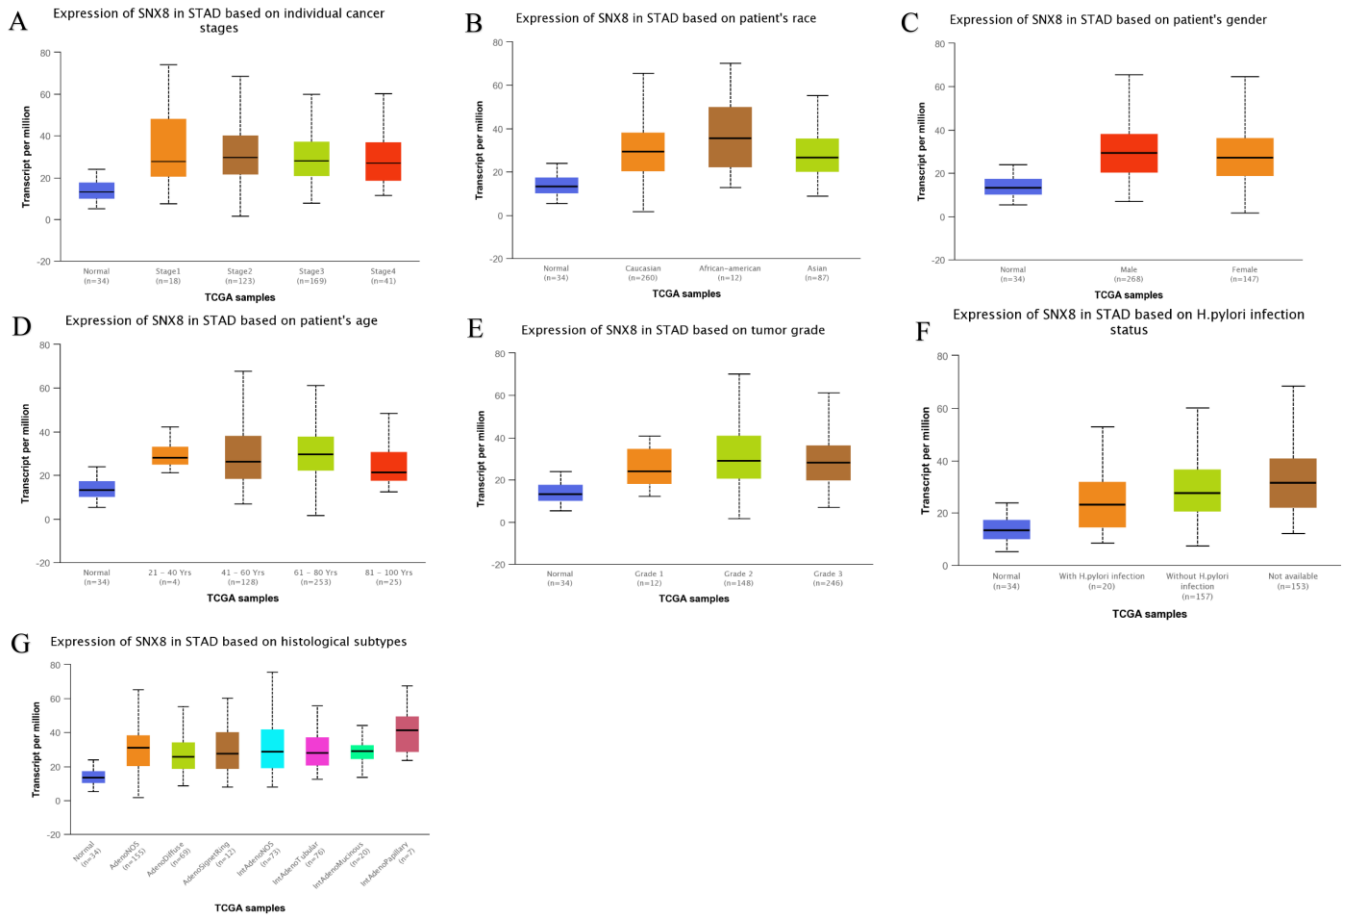 A
Expression of SNX8 in STAD based on individual cancer
stages
Transcript per million
80
60
40
20
0
-20
Normal
(n=34)
Stage1
(n=18)
Stage2
(n=123)
Stage3
(n=169)
Stage4
(n=41)
TCGA samples
B
Expression of SNX8 in STAD based on patient's race
Transcript per million
80
60
40
20
0
-20
Normal
(n=34)
Caucasian
(n=260)
African-american
(n=12)
Asian
(n=87)
TCGA samples
C
Expression of SNX8 in STAD based on patient's gender
Transcript per million
80
60
40
20
0
-20
Normal
(n=34)
Male
(n=268)
Female
(n=147)
TCGA samples
D
Expression of SNX8 in STAD based on patient's age
Transcript per million
80
60
40
20
0
-20
Normal
(n=34)
21 - 40 Yrs
(n=4)
41 - 60 Yrs
(n=128)
61 - 80 Yrs
(n=253)
81 - 100 Yrs
(n=25)
TCGA samples
E
Expression of SNX8 in STAD based on tumor grade
Transcript per million
80
60
40
20
0
-20
Normal
(n=34)
Grade 1
(n=12)
Grade 2
(n=148)
Grade 3
(n=246)
TCGA samples
F
Expression of SNX8 in STAD based on H.pylori infection
status
Transcript per million
80
60
40
20
0
Normal
(n=34)
With H.pylori infection
(n=20)
Without H.pylori
infection
(n=157)
Not available
(n=153)
TCGA samples
G
Expression of SNX8 in STAD based on histological subtypes
Transcript per million
80
60
40
20
0
-20
Normal
(n=34)
AdenoNOS
(n=155)
AdenoDiffuse
(n=69)
AdenoSignetRing
(n=12)
IntAdenoNOS
(n=73)
IntAdenoTubular
(n=76)
IntAdenoMucinous
(n=20)
IntAdenoPapillary
(n=7)
TCGA samples